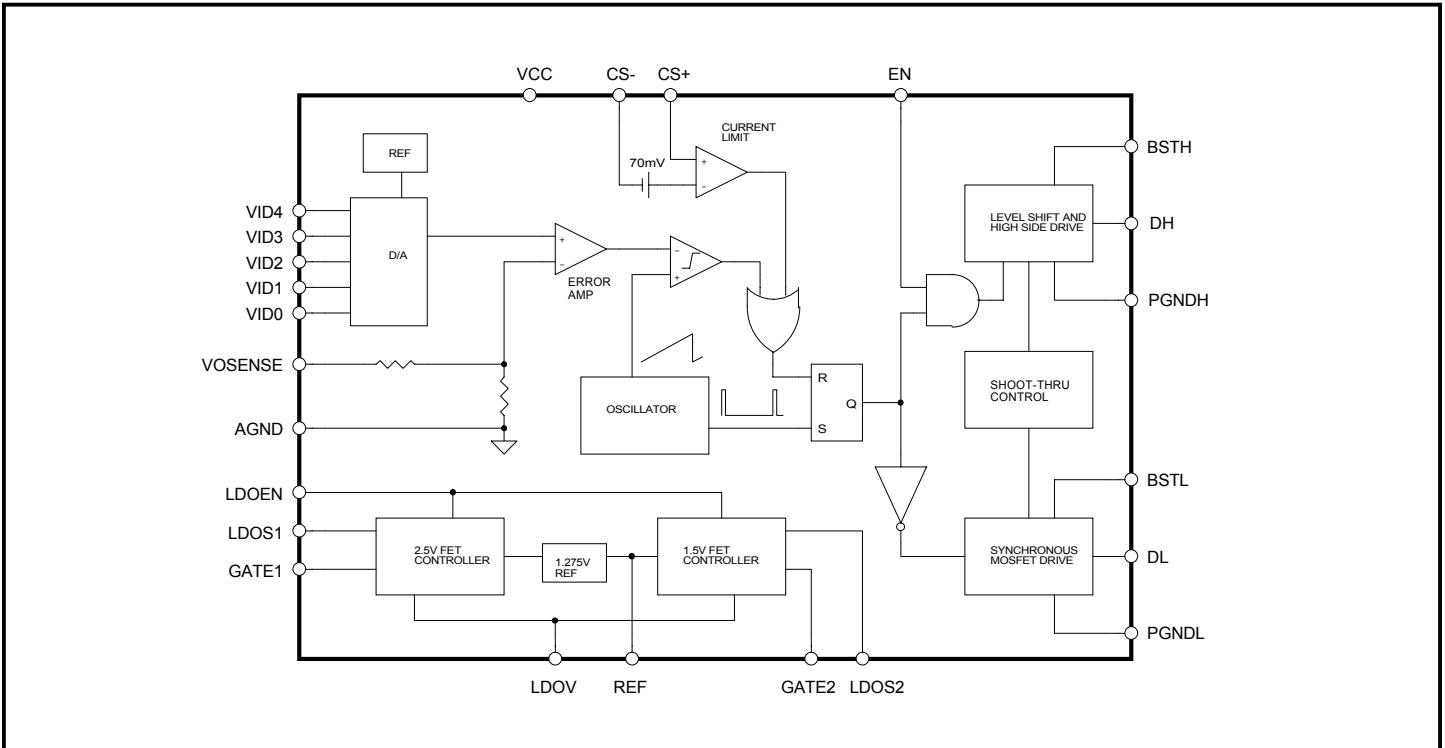 VCC
CS-
CS+
EN
REF
CURRENT
LIMIT
70mV
+
−
BSTH
VID4
VID3
VID2
VID1
VID0
D/A
LEVEL SHIFT AND
HIGH SIDE DRIVE
DH
+
−
ERROR
AMP
−
+
PGNDH
VOSENSE
OSCILLATOR
R
Q
S
SHOOT-THRU
CONTROL
AGND
LDOEN
LDOS1
GATE1
2.5V FET
CONTROLLER
1.275V
REF
1.5V FET
CONTROLLER
BSTL
SYNCHRONOUS
MOSFET DRIVE
DL
PGNDL
LDOV
REF
GATE2
LDOS2